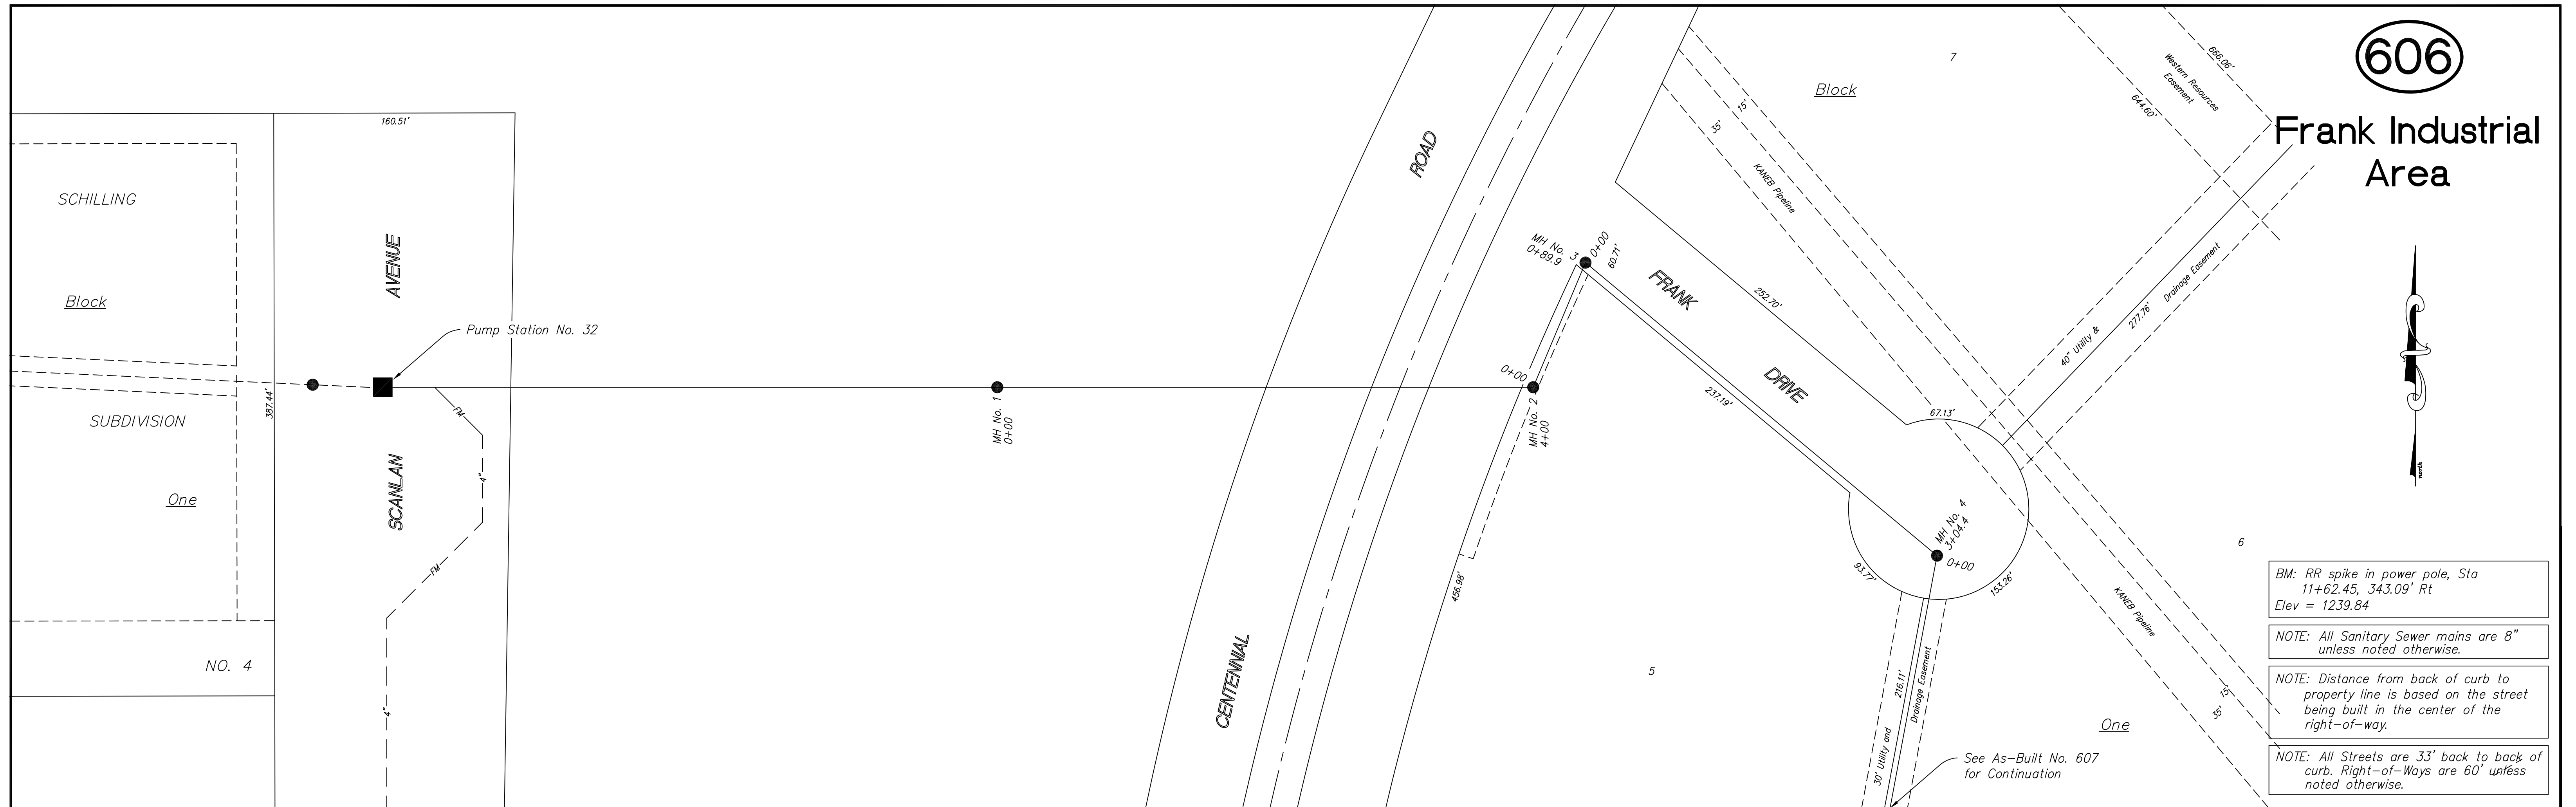 606
Frank Industrial
Area
160.51'
SCHILLING
Block
SUBDIVISION
One
NO. 4
387.44'
AVENUE
SCANLAN
Pump Station No. 32
FM
4"
FM
4"
MH No. 1
0+00
ROAD
CENTENNIAL
MH No. 3
0+89.9
0+00
60.71'
0+00
MH No. 2
4+00
456.98'
FRANK
DRIVE
252.70'
237.19'
67.13'
MH No. 4
3+04.4
0+00
93.77'
153.26'
Block
7
15'
35'
KANEB Pipeline
Western Resources
Easement
666.06'
644.60'
40" Utility &
Drainage Easement
277.76'
north
6
5
One
KANEB Pipeline
15'
35'
216.11'
30' Utility and
Drainage Easement
See As-Built No. 607
for Continuation
BM: RR spike in power pole, Sta
11+62.45, 343.09' Rt
Elev = 1239.84
NOTE: All Sanitary Sewer mains are 8"
unless noted otherwise.
NOTE: Distance from back of curb to
property line is based on the street
being built in the center of the
right-of-way.
NOTE: All Streets are 33' back to back of
curb. Right-of-Ways are 60' unless
noted otherwise.